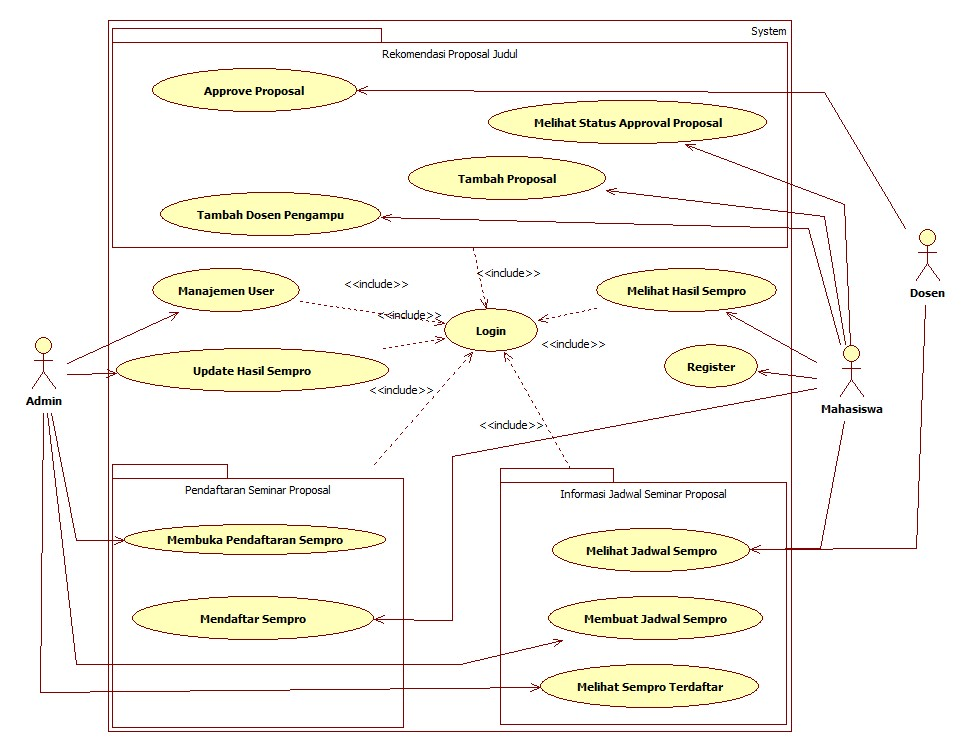 System
Rekomendasi Proposal Judul
Approve Proposal
Melihat Status Approval Proposal
Tambah Proposal
Tambah Dosen Pengampu
Dosen
<<include>>
<<include>>
Manajemen User
Melihat Hasil Sempro
<<include>>
Login
<<include>>
Update Hasil Sempro
Register
<<include>>
Admin
Mahasiswa
<<include>>
Pendaftaran Seminar Proposal
Informasi Jadwal Seminar Proposal
Membuka Pendaftaran Sempro
Melihat Jadwal Sempro
Mendaftar Sempro
Membuat Jadwal Sempro
Melihat Sempro Terdaftar